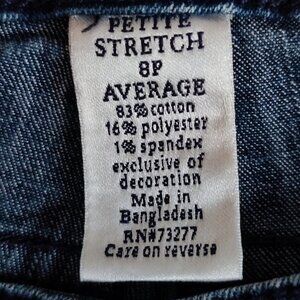 PETITE
STRETCH
8P
AVERAGE
83% cotton
16% polyester
1% spandex
exclusive of
decoration
Made in
Bangladesh
RN#73277
Care on reverse